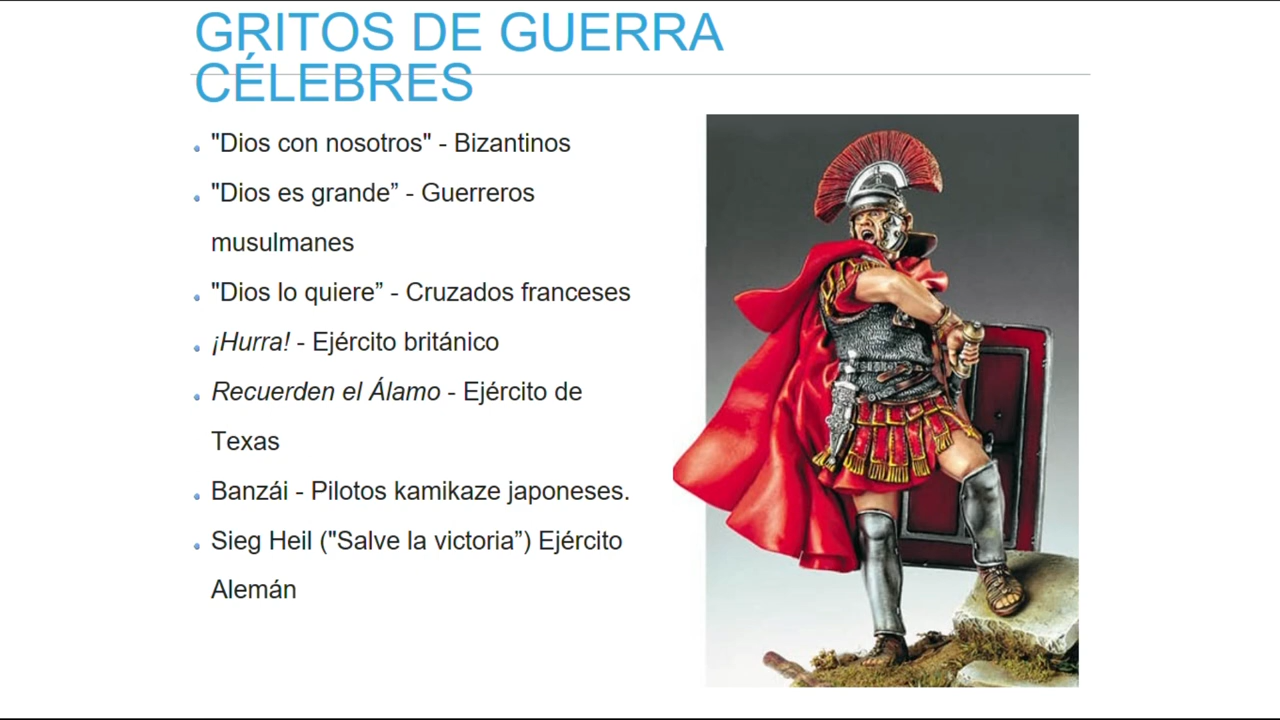 GRITOS DE GUERRA
CÉLEBRES
"Dios con nosotros" - Bizantinos
"Dios es grande” - Guerreros
musulmanes
"Dios lo quiere” - Cruzados franceses
¡Hurra! - Ejército británico
Recuerden el Álamo - Ejército de
Texas
Banzái - Pilotos kamikaze japoneses.
Sieg Heil ("Salve la victoria”) Ejército
Alemán